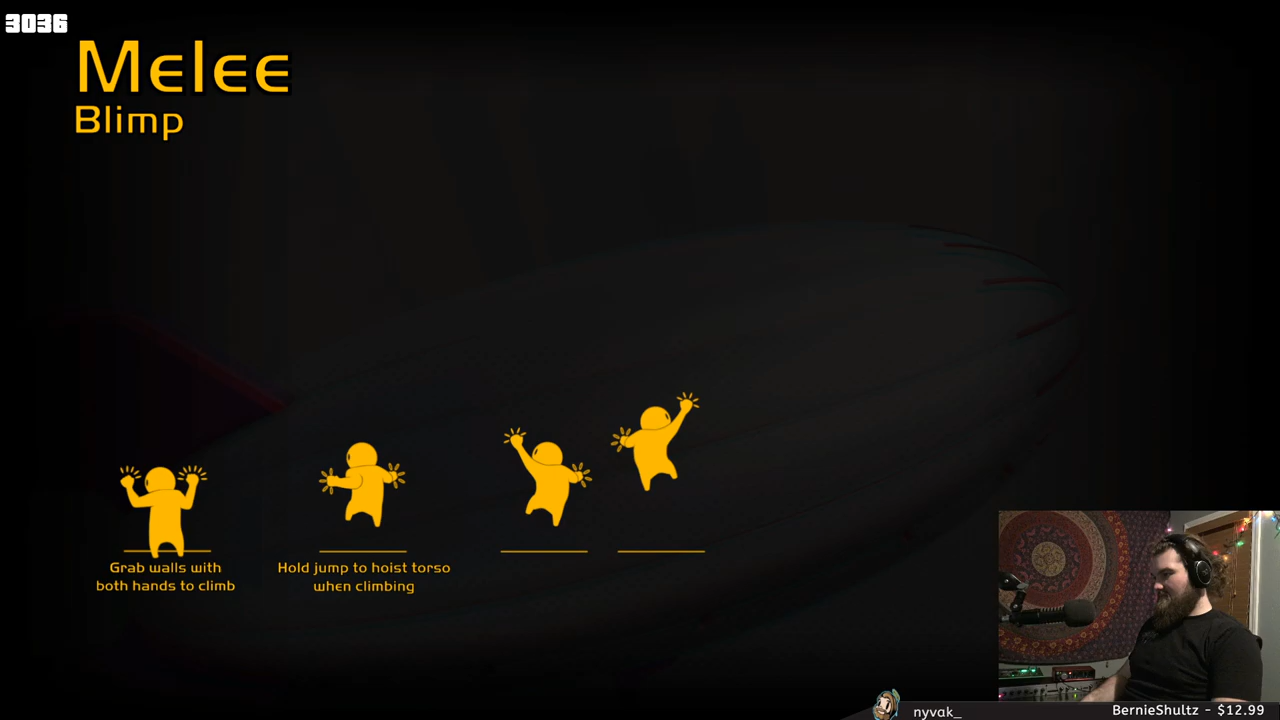 3036
Melee
Blimp
Grab walls with
both hands to climb
Hold jump to hoist torso
when climbing
nyvak_
BernieShultz - $12.99